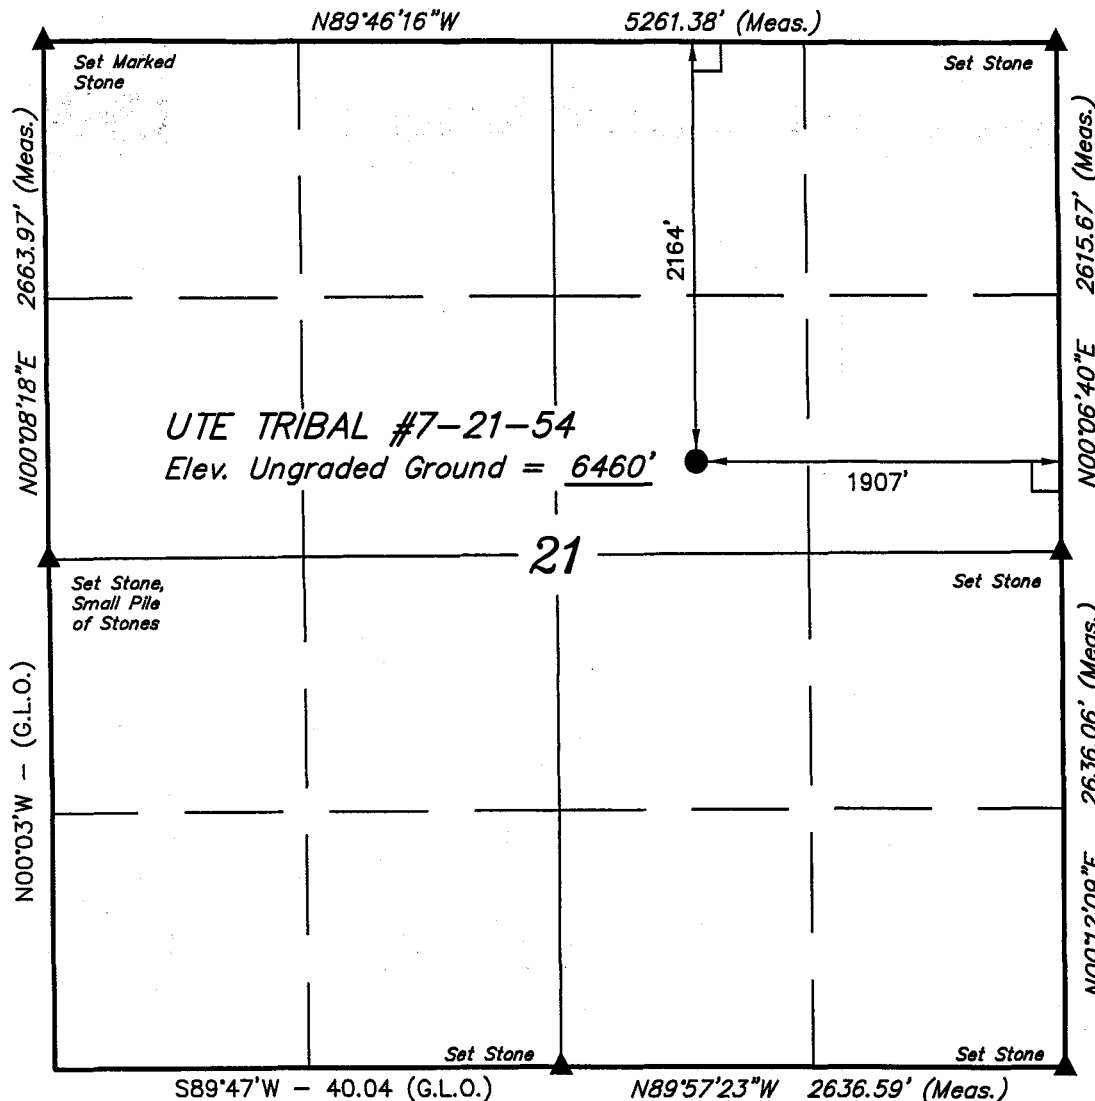 N89°46'16"W 5261.38' (Meas.)
Set Marked
Stone
Set Stone
2663.97' (Meas.)
N00°08'18"E
2615.67' (Meas.)
N00°06'40"E
2164'
UTE TRIBAL #7-21-54
Elev. Ungraded Ground = 6460'
1907'
21
Set Stone,
Small Pile
of Stones
Set Stone
N00°03'W – (G.L.O.)
2636.06' (Meas.)
N00°12'09"E
Set Stone
Set Stone
S89°47'W – 40.04 (G.L.O.)
N89°57'23"W 2636.59' (Meas.)